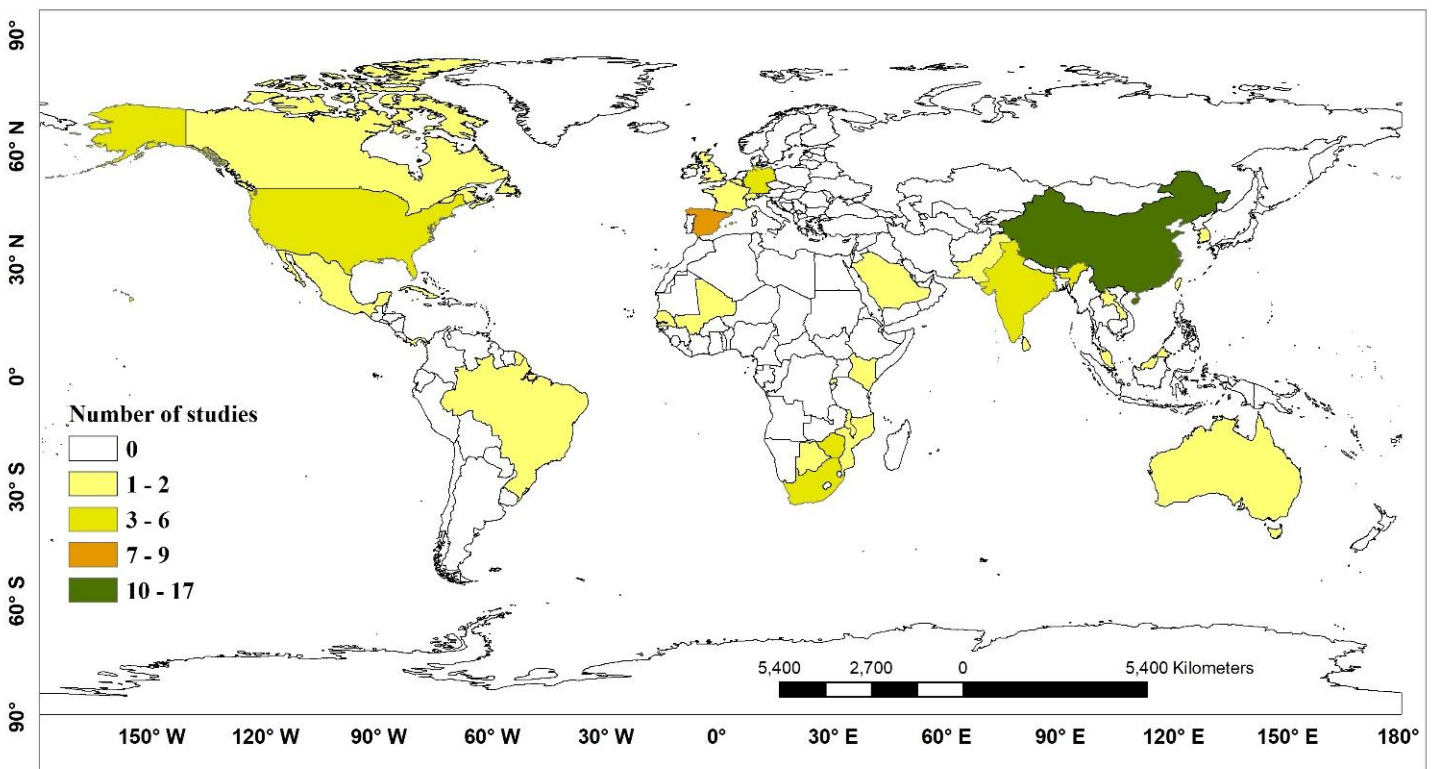 90°
60° N
30° N
0°
30° S
60° S
90°
Number of studies
0
1 - 2
3 - 6
7 - 9
10 - 17
5,400 2,700 0 5,400 Kilometers
150° W 120° W 90° W 60° W 30° W 0° 30° E 60° E 90° E 120° E 150° E 180°